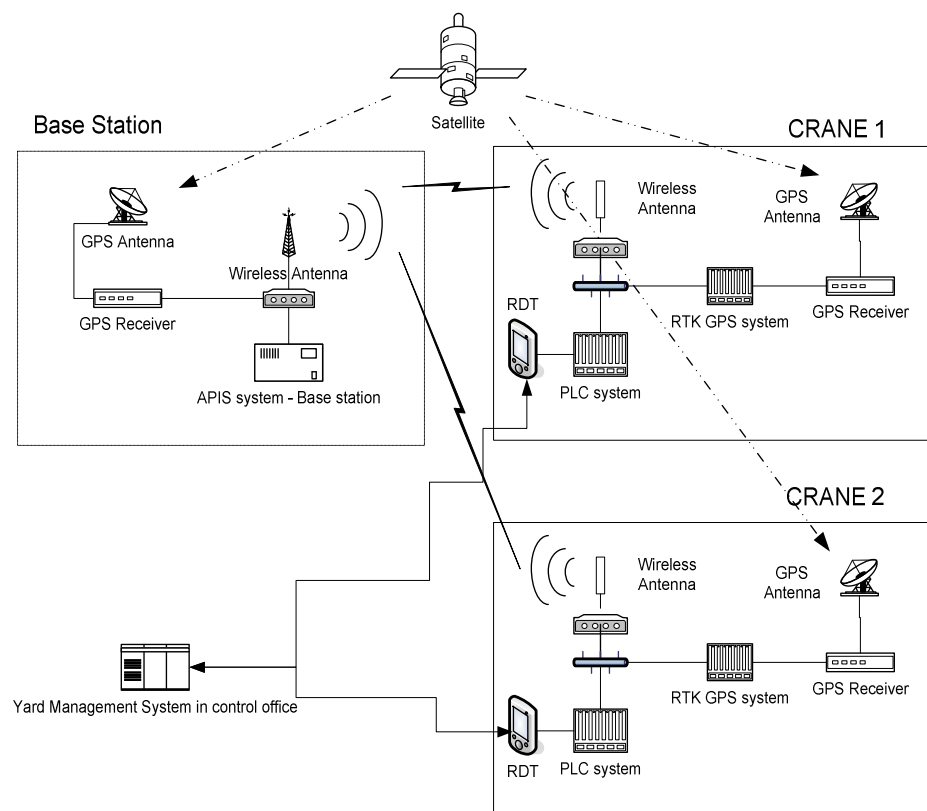 Satellite
Base Station
GPS Antenna
Wireless Antenna
GPS Receiver
APIS system - Base station
CRANE 1
Wireless
Antenna
GPS
Antenna
RDT
RTK GPS system
GPS Receiver
PLC system
CRANE 2
Wireless
Antenna
GPS
Antenna
RTK GPS system
GPS Receiver
RDT
PLC system
Yard Management System in control office